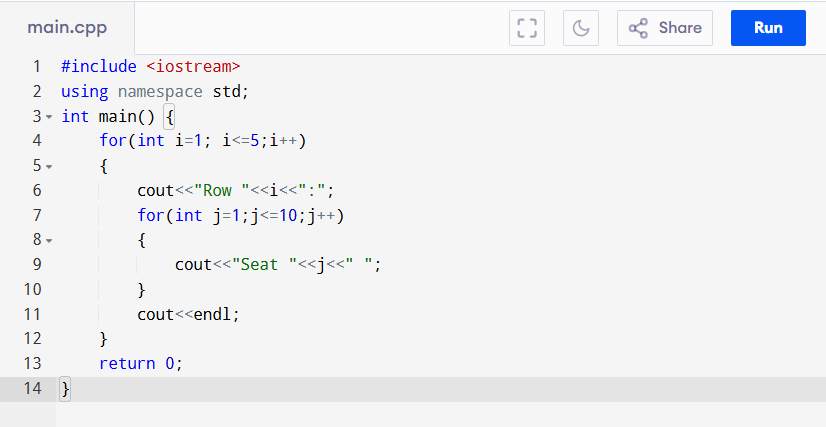 main.cpp
Share
Run
1 #include <iostream>
2 using namespace std;
3 int main() {
4     for(int i=1; i<=5;i++)
5     {
6         cout<<"Row "<<i<<":";
7         for(int j=1;j<=10;j++)
8         {
9             cout<<"Seat "<<j<<" ";
10         }
11         cout<<endl;
12     }
13     return 0;
14 }